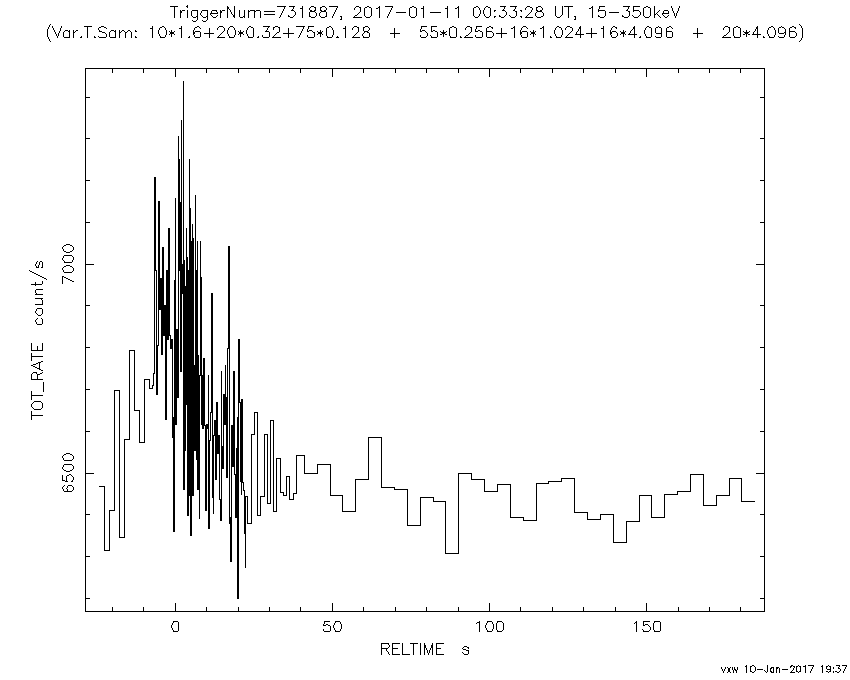 TriggerNum=731887, 2017-01-11 00:33:28 UT, 15-350keV
(Var.T.Sam: 10*1.6+20*0.32+75*0.128 + 55*0.256+16*1.024+16*4.096 + 20*4.096)
7000
6500
TOT_RATE count/s
0 50 100 150
RELTIME s
vxw 10-Jan-2017 19:37